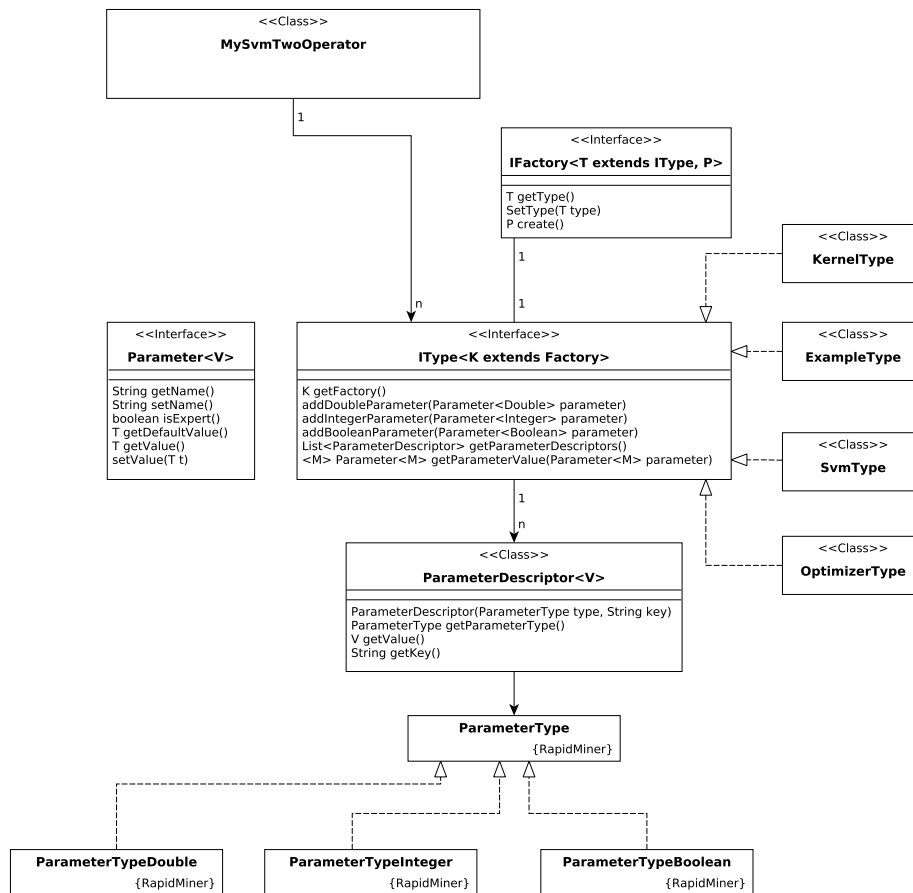 <<Class>>
MySvmTwoOperator
1
n
<<Interface>>
IFactory<T extends IType, P>
T getType()
SetType(T type)
P create()
1
1
<<Class>>
KernelType
<<Interface>>
Parameter<V>
String getName()
String setName()
boolean isExpert()
T getDefaultValue()
T getValue()
setValue(T t)
<<Interface>>
IType<K extends Factory>
K getFactory()
addDoubleParameter(Parameter<Double> parameter)
addIntegerParameter(Parameter<Integer> parameter)
addBooleanParameter(Parameter<Boolean> parameter)
List<ParameterDescriptor> getParameterDescriptors()
<M> Parameter<M> getParameterValue(Parameter<M> parameter)
<<Class>>
ExampleType
<<Class>>
SvmType
<<Class>>
OptimizerType
1
n
<<Class>>
ParameterDescriptor<V>
ParameterDescriptor(ParameterType type, String key)
ParameterType getParameterType()
V getValue()
String getKey()
ParameterType
{RapidMiner}
ParameterTypeDouble
{RapidMiner}
ParameterTypeInteger
{RapidMiner}
ParameterTypeBoolean
{RapidMiner}